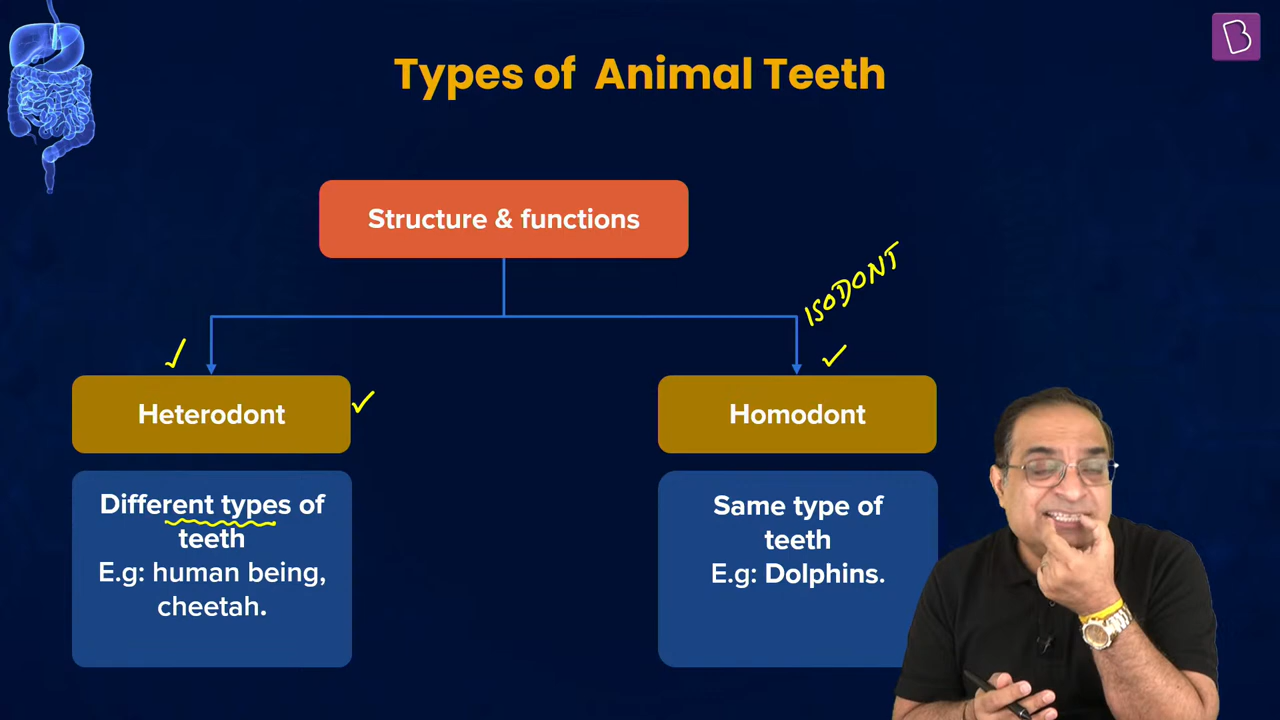 Types of Animal Teeth
Structure & functions
ISODONT
Heterodont
Different types of
teeth
E.g: human being,
cheetah.
Homodont
Same type of
teeth
E.g: Dolphins.